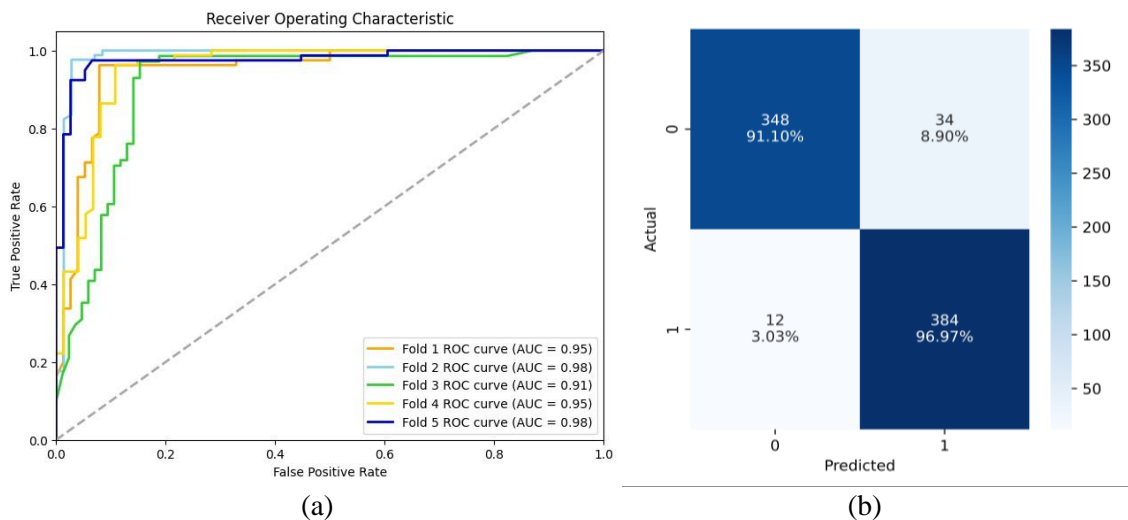 Receiver Operating Characteristic
1.0
0.8
0.6
0.4
0.2
0.0
True Positive Rate
0.0 0.2 0.4 0.6 0.8 1.0
False Positive Rate
Fold 1 ROC curve (AUC = 0.95)
Fold 2 ROC curve (AUC = 0.98)
Fold 3 ROC curve (AUC = 0.91)
Fold 4 ROC curve (AUC = 0.95)
Fold 5 ROC curve (AUC = 0.98)
(a)
348
91.10%
34
8.90%
12
3.03%
384
96.97%
0
1
Actual
0 1
Predicted
350
300
250
200
150
100
50
(b)